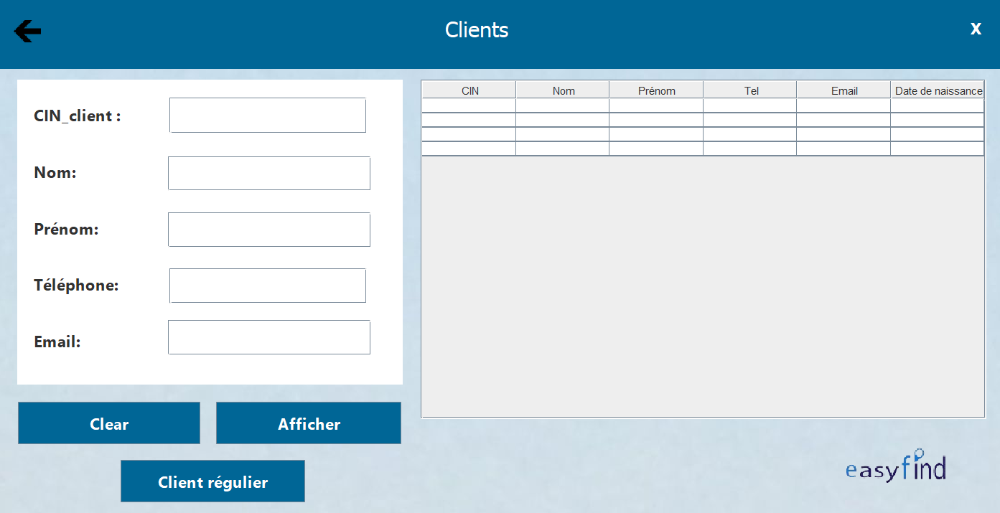 Clients
X
CIN_client :
Nom:
Prénom:
Téléphone:
Email:
Clear
Afficher
Client régulier
CIN Nom Prénom Tel Email Date de naissance
easyfind